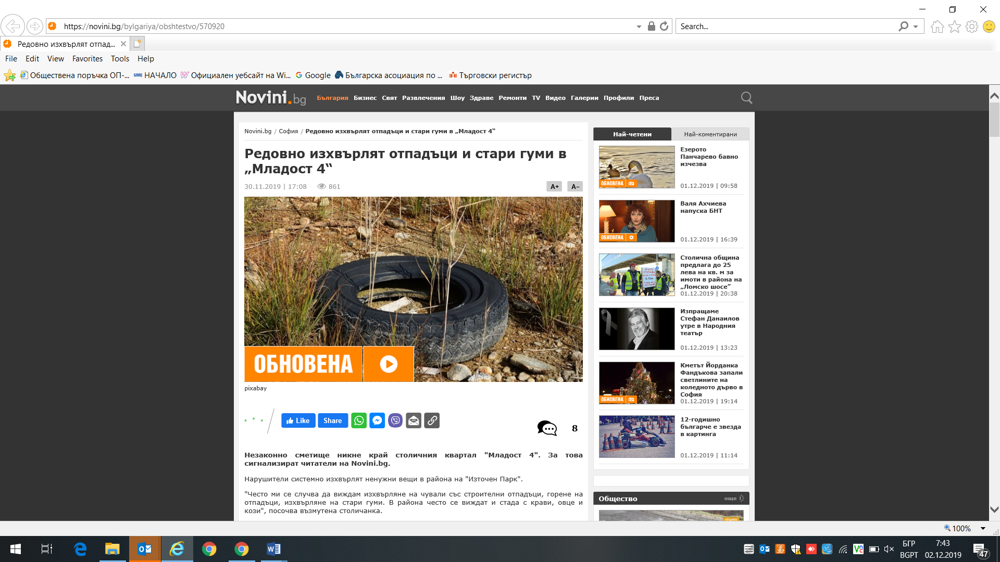 https://novini.bg/bylgariya/obshtestvo/570920
Search...
Редовно изхвърлят отпад...
File Edit View Favorites Tools Help
Обществена поръчка ОП-... НАЧАЛО Официален уебсайт на Wi... Google Българска асоциация по ... Търговски регистър
Novini.bg
България Бизнес Свят Развлечения Шоу Здраве Ремонти TV Видео Галерии Профили Преса
Novini.bg / София / Редовно изхвърлят отпадъци и стари гуми в „Младост 4“
Редовно изхвърлят отпадъци и стари гуми в
„Младост 4“
30.11.2019 | 17:08 861
A+ A–
ОБНОВЕНА
pixabay
Like Share
8
Незаконно сметище никне край столичния квартал "Младост 4". За това
сигнализират читатели на Novini.bg.
Нарушители системно изхвърлят ненужни вещи в района на "Източен Парк".
"Често ми се случва да виждам изхвърляне на чували със строителни отпадъци, горене на
отпадъци, изхвърляне на стари гуми. В района често се виждат и стада с крави, овце и
кози", посочва възмутена столичанка.
Най-четени Най-коментирани
Езерото
Панчарево бавно
изчезва
ОБНОВЕНА
01.12.2019 | 09:58
Валя Ахчиева
напуска БНТ
ОБНОВЕНА
01.12.2019 | 16:39
Столична община
предлага до 25
лева на кв. м за
имоти в района на
„Ломско шосе”
01.12.2019 | 20:38
Изпращаме
Стефан Данаилов
утре в Народния
театър
01.12.2019 | 13:23
Кметът Йорданка
Фандъкова запали
светлините на
коледното дърво в
София
ОБНОВЕНА
01.12.2019 | 19:14
12-годишно
българче е звезда
в картинга
01.12.2019 | 11:14
Общество още
100%
БГР
BGPT
7:43
02.12.2019
47